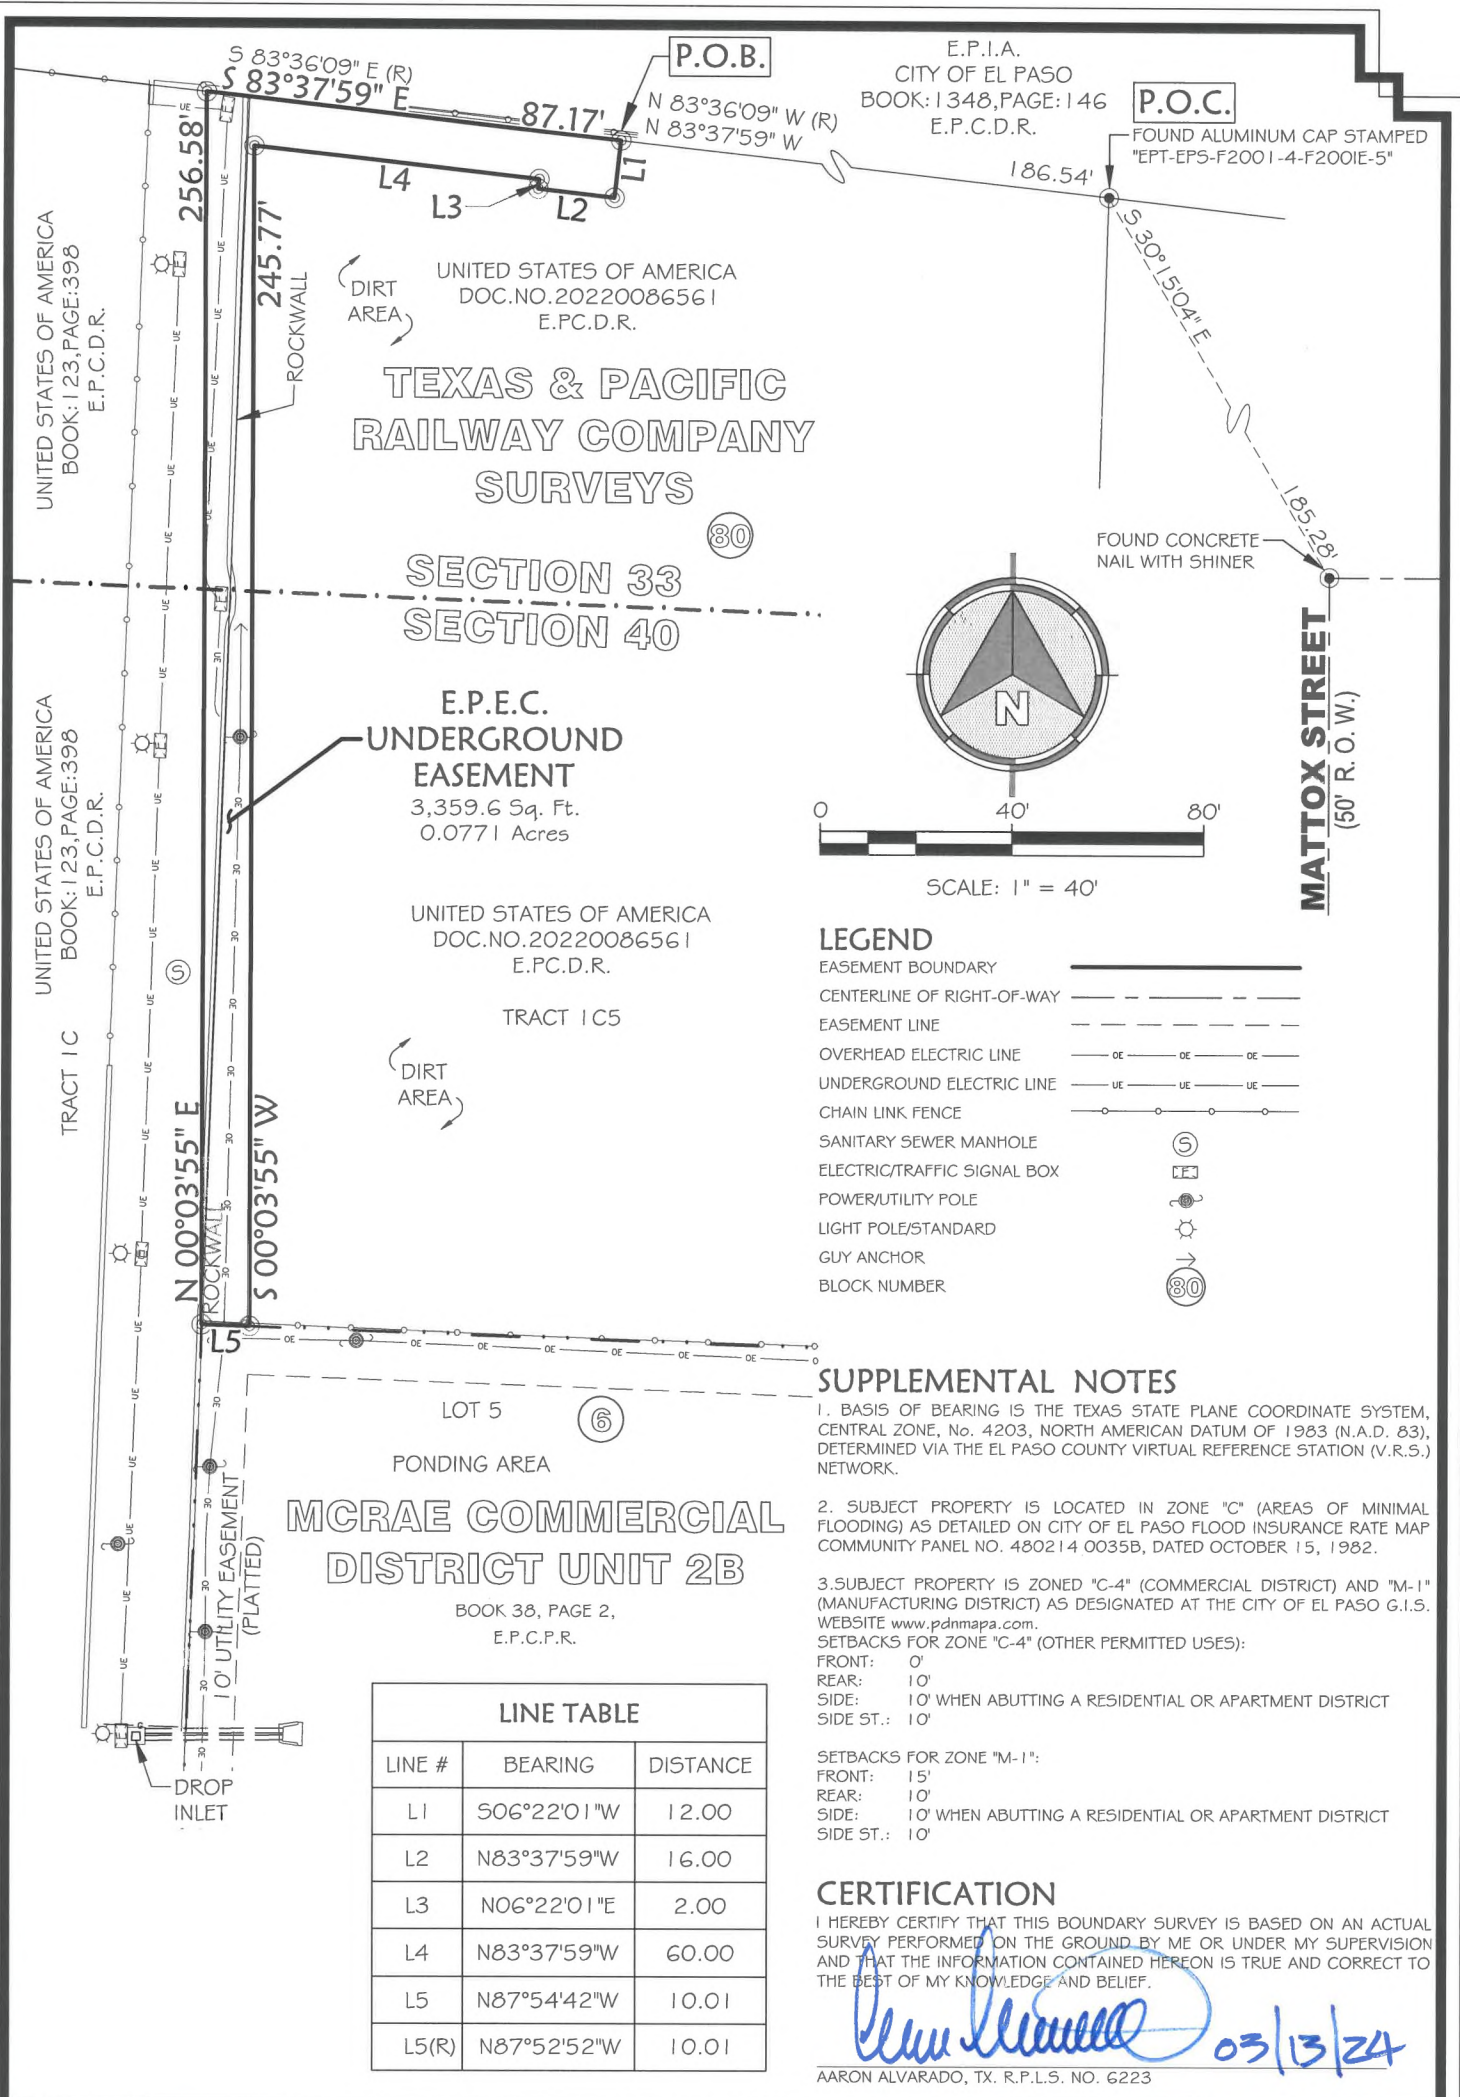 S 83°36'09" E (R)
S 83°37'59" E
87.17'
P.O.B.
N 83°36'09" W (R)
N 83°37'59" W
E.P.I.A.
CITY OF EL PASO
BOOK:1348,PAGE:146
E.P.C.D.R.
P.O.C.
FOUND ALUMINUM CAP STAMPED
"EPT-EPS-F2001-4-F200IE-5"
186.54'
S 30°15'04" E
185.28'
FOUND CONCRETE
NAIL WITH SHINER
MATTOX STREET
(50' R. O. W.)
256.58'
245.77'
L1
L2
L3
L4
ROCKWALL
DIRT
AREA
UNITED STATES OF AMERICA
DOC.NO.20220086561
E.PC.D.R.
UNITED STATES OF AMERICA
BOOK:123,PAGE:398
E.P.C.D.R.
TEXAS & PACIFIC
RAILWAY COMPANY
SURVEYS
80
SECTION 33
SECTION 40
E.P.E.C.
UNDERGROUND
EASEMENT
3,359.6 Sq. Ft.
0.0771 Acres
UNITED STATES OF AMERICA
DOC.NO.20220086561
E.PC.D.R.
TRACT 1C5
DIRT
AREA
TRACT 1C
UNITED STATES OF AMERICA
BOOK:123,PAGE:398
E.P.C.D.R.
N 00°03'55" E
S 00°03'55" W
ROCKWALL
L5
N
0 40' 80'
SCALE: 1" = 40'
LEGEND
EASEMENT BOUNDARY
CENTERLINE OF RIGHT-OF-WAY
EASEMENT LINE
OVERHEAD ELECTRIC LINE OE OE OE
UNDERGROUND ELECTRIC LINE UE UE UE
CHAIN LINK FENCE
SANITARY SEWER MANHOLE S
ELECTRIC/TRAFFIC SIGNAL BOX E
POWER/UTILITY POLE
LIGHT POLE/STANDARD
GUY ANCHOR
BLOCK NUMBER 80
LOT 5
6
PONDING AREA
MCRAE COMMERCIAL
DISTRICT UNIT 2B
BOOK 38, PAGE 2,
E.P.C.P.R.
10' UTILITY EASEMENT
(PLATTED)
DROP
INLET
LINE TABLE
LINE # BEARING DISTANCE
L1 S06°22'01"W 12.00
L2 N83°37'59"W 16.00
L3 N06°22'01"E 2.00
L4 N83°37'59"W 60.00
L5 N87°54'42"W 10.01
L5(R) N87°52'52"W 10.01
SUPPLEMENTAL NOTES
1. BASIS OF BEARING IS THE TEXAS STATE PLANE COORDINATE SYSTEM,
CENTRAL ZONE, No. 4203, NORTH AMERICAN DATUM OF 1983 (N.A.D. 83),
DETERMINED VIA THE EL PASO COUNTY VIRTUAL REFERENCE STATION (V.R.S.)
NETWORK.
2. SUBJECT PROPERTY IS LOCATED IN ZONE "C" (AREAS OF MINIMAL
FLOODING) AS DETAILED ON CITY OF EL PASO FLOOD INSURANCE RATE MAP
COMMUNITY PANEL NO. 480214 0035B, DATED OCTOBER 15, 1982.
3.SUBJECT PROPERTY IS ZONED "C-4" (COMMERCIAL DISTRICT) AND "M-1"
(MANUFACTURING DISTRICT) AS DESIGNATED AT THE CITY OF EL PASO G.I.S.
WEBSITE www.pdnmapa.com.
SETBACKS FOR ZONE "C-4" (OTHER PERMITTED USES):
FRONT: 0'
REAR: 10'
SIDE: 10' WHEN ABUTTING A RESIDENTIAL OR APARTMENT DISTRICT
SIDE ST.: 10'
SETBACKS FOR ZONE "M-1":
FRONT: 15'
REAR: 10'
SIDE: 10' WHEN ABUTTING A RESIDENTIAL OR APARTMENT DISTRICT
SIDE ST.: 10'
CERTIFICATION
I HEREBY CERTIFY THAT THIS BOUNDARY SURVEY IS BASED ON AN ACTUAL
SURVEY PERFORMED ON THE GROUND BY ME OR UNDER MY SUPERVISION
AND THAT THE INFORMATION CONTAINED HEREON IS TRUE AND CORRECT TO
THE BEST OF MY KNOWLEDGE AND BELIEF.
03/13/24
AARON ALVARADO, TX. R.P.L.S. NO. 6223